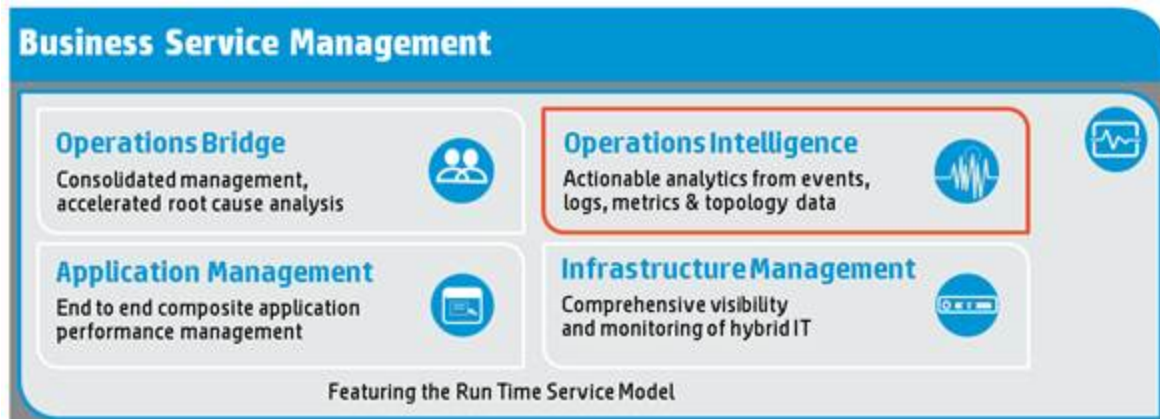 Business Service Management
Operations Bridge
Consolidated management,
accelerated root cause analysis
Operations Intelligence
Actionable analytics from events,
logs, metrics & topology data
Application Management
End to end composite application
performance management
Infrastructure Management
Comprehensive visibility
and monitoring of hybrid IT
Featuring the Run Time Service Model